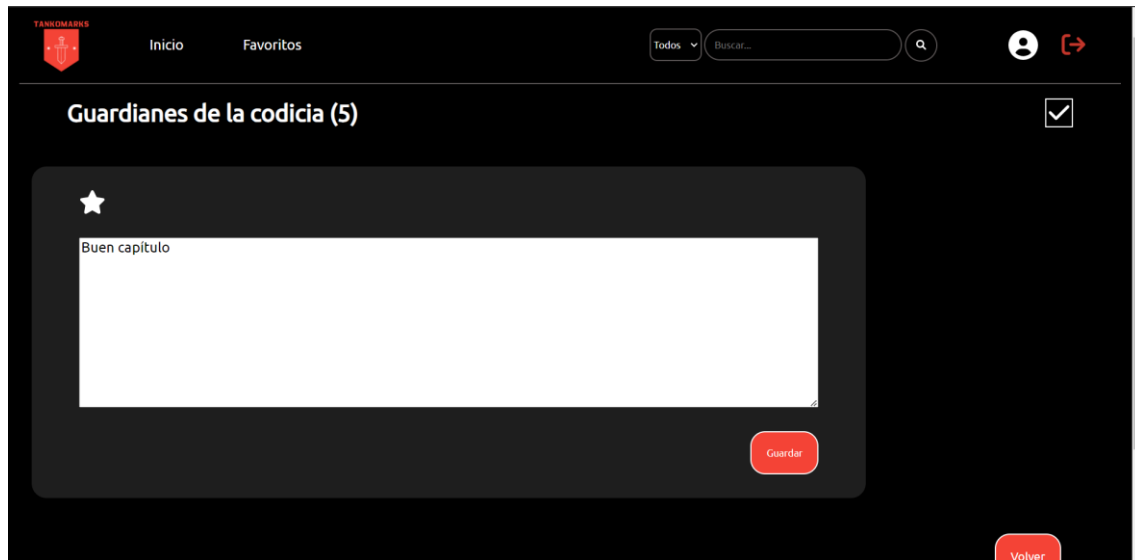 TANKOMARKS
Inicio Favoritos Todos Buscar...
Guardianes de la codicia (5)
Buen capítulo
Guardar
Volver